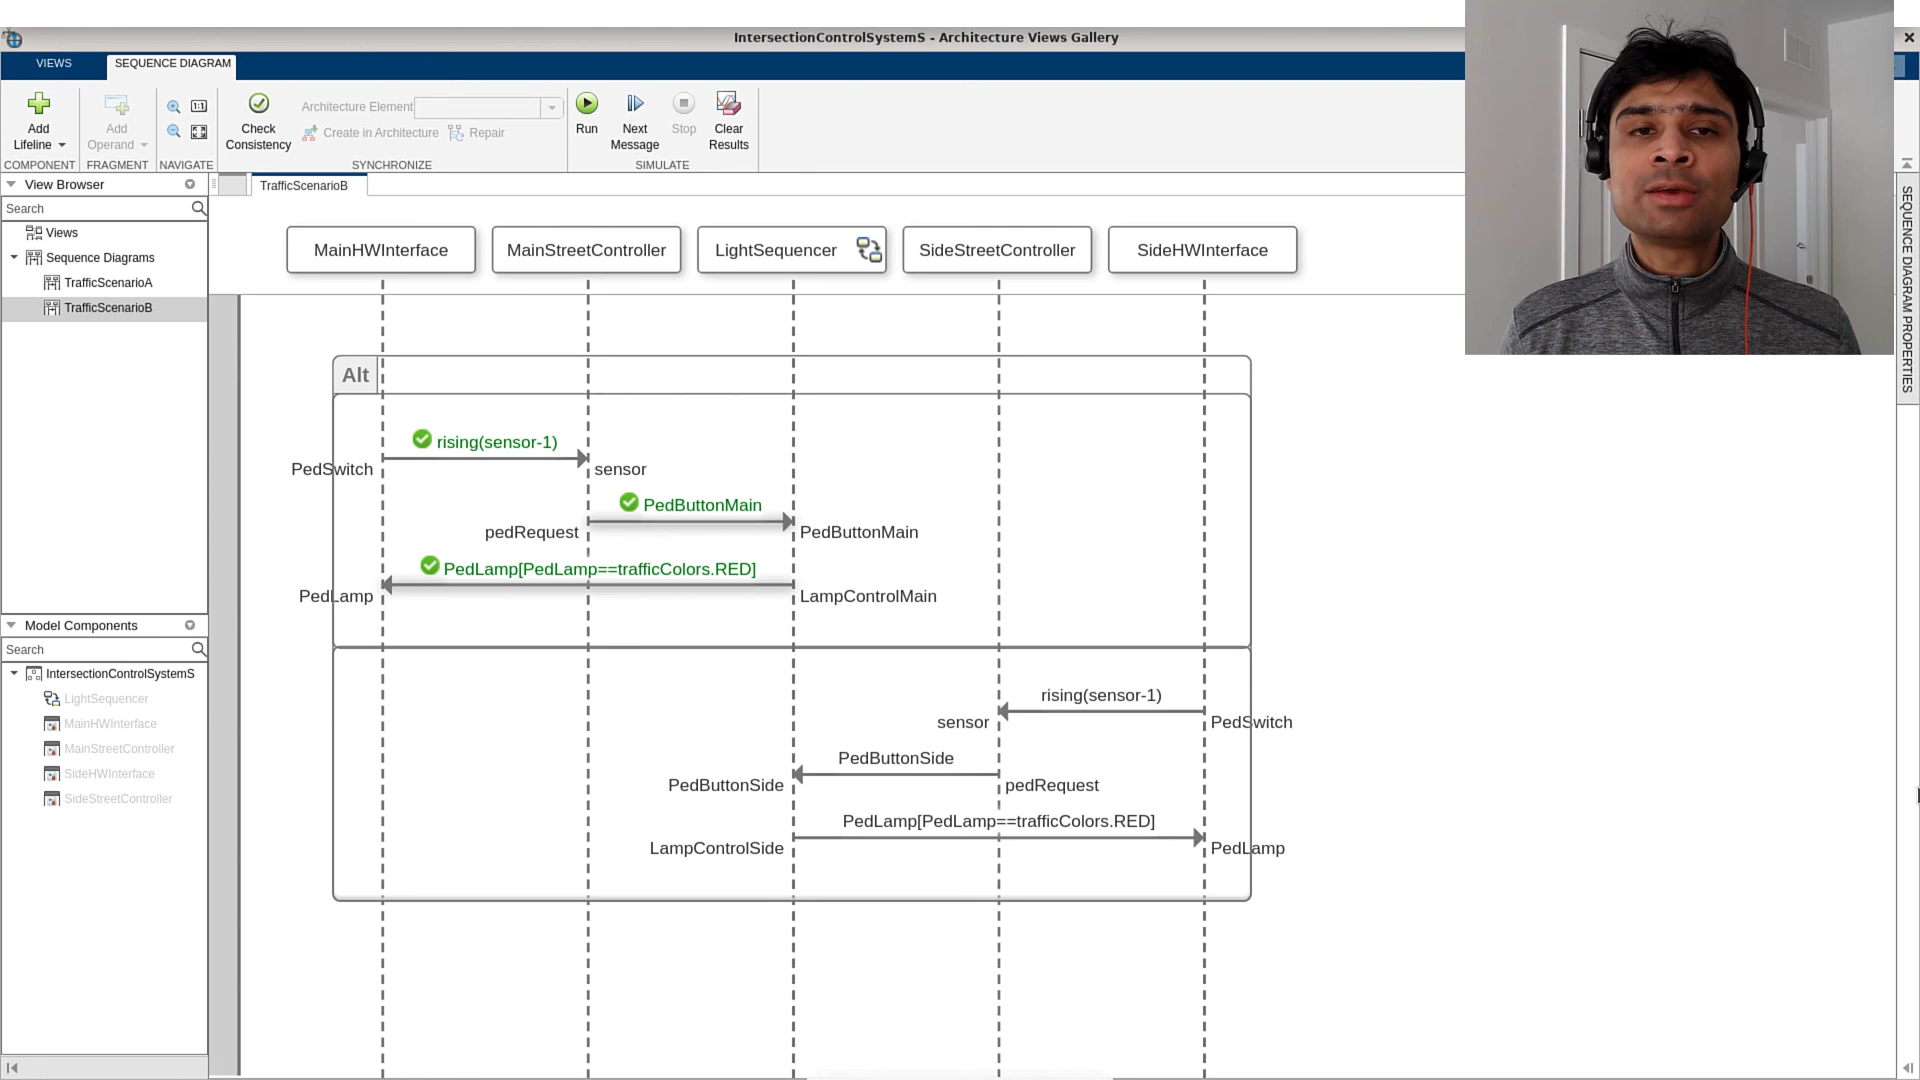 IntersectionControlSystemS - Architecture Views Gallery
VIEWS
SEQUENCE DIAGRAM
Add
Lifeline
COMPONENT
Add
Operand
FRAGMENT
1:1
NAVIGATE
Check
Consistency
Architecture Element
Create in Architecture
Repair
SYNCHRONIZE
Run
Next
Message
Stop
Clear
Results
SIMULATE
View Browser
Search
Views
Sequence Diagrams
TrafficScenarioA
TrafficScenarioB
Model Components
Search
IntersectionControlSystemS
LightSequencer
MainHWInterface
MainStreetController
SideHWInterface
SideStreetController
TrafficScenarioB
MainHWInterface
MainStreetController
LightSequencer
SideStreetController
SideHWInterface
Alt
rising(sensor-1)
PedSwitch
sensor
PedButtonMain
pedRequest
PedButtonMain
PedLamp[PedLamp==trafficColors.RED]
PedLamp
LampControlMain
rising(sensor-1)
sensor
PedSwitch
PedButtonSide
PedButtonSide
pedRequest
PedLamp[PedLamp==trafficColors.RED]
LampControlSide
PedLamp
SEQUENCE DIAGRAM PROPERTIES